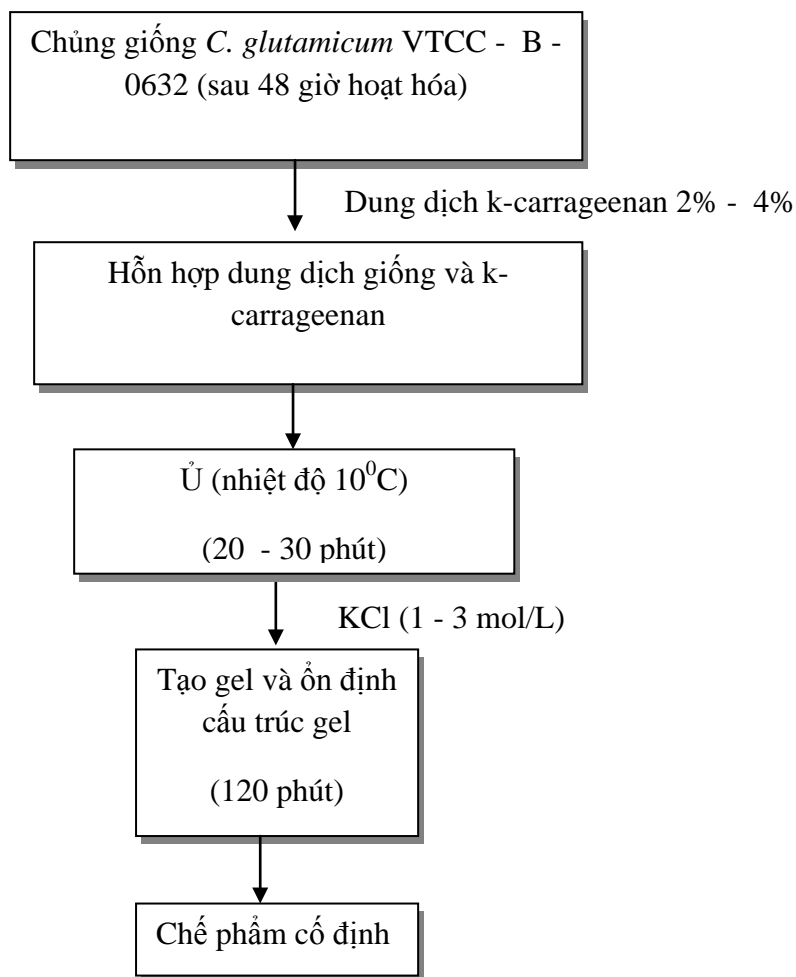 Chủng giống C. glutamicum VTCC - B -
0632 (sau 48 giờ hoạt hóa)
Dung dịch k-carrageenan 2% - 4%
Hỗn hợp dung dịch giống và k-
carrageenan
Ủ (nhiệt độ 10⁰C)
(20 - 30 phút)
KCl (1 - 3 mol/L)
Tạo gel và ổn định
cấu trúc gel
(120 phút)
Chế phẩm cố định